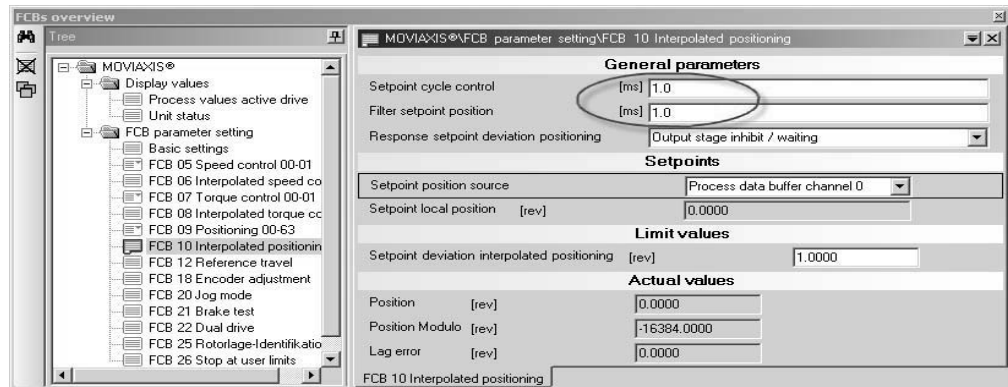 FCBs overview
Tree
MOVIAXIS®
Display values
Process values active drive
Unit status
FCB parameter setting
Basic settings
FCB 05 Speed control 00-01
FCB 06 Interpolated speed co
FCB 07 Torque control 00-01
FCB 08 Interpolated torque cc
FCB 09 Positioning 00-63
FCB 10 Interpolated positionin
FCB 12 Reference travel
FCB 18 Encoder adjustment
FCB 20 Jog mode
FCB 21 Brake test
FCB 22 Dual drive
FCB 25 Rotorlage-Identifikatio
FCB 26 Stop at user limits
MOVIAXIS®\FCB parameter setting\FCB 10 Interpolated positioning
General parameters
Setpoint cycle control [ms] 1.0
Filter setpoint position [ms] 1.0
Response setpoint deviation positioning Output stage inhibit / waiting
Setpoints
Setpoint position source Process data buffer channel 0
Setpoint local position [rev] 0.0000
Limit values
Setpoint deviation interpolated positioning [rev] 1.0000
Actual values
Position [rev] 0.0000
Position Modulo [rev] -16384.0000
Lag error [rev] 0.0000
FCB 10 Interpolated positioning